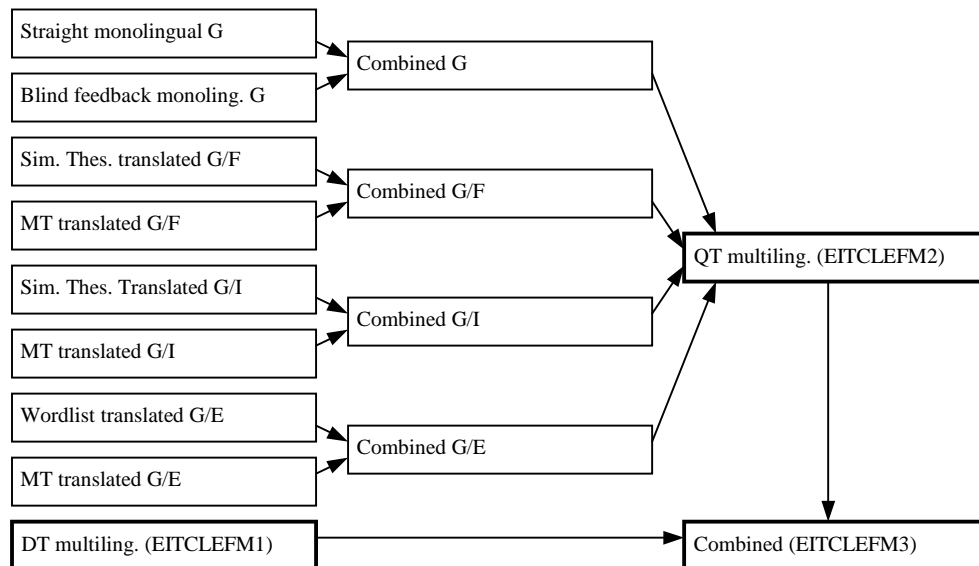 Straight monolingual G
Blind feedback monoling. G
Combined G
Sim. Thes. translated G/F
MT translated G/F
Combined G/F
Sim. Thes. Translated G/I
MT translated G/I
Combined G/I
Wordlist translated G/E
MT translated G/E
Combined G/E
QT multiling. (EITCLEFM2)
DT multiling. (EITCLEFM1)
Combined (EITCLEFM3)